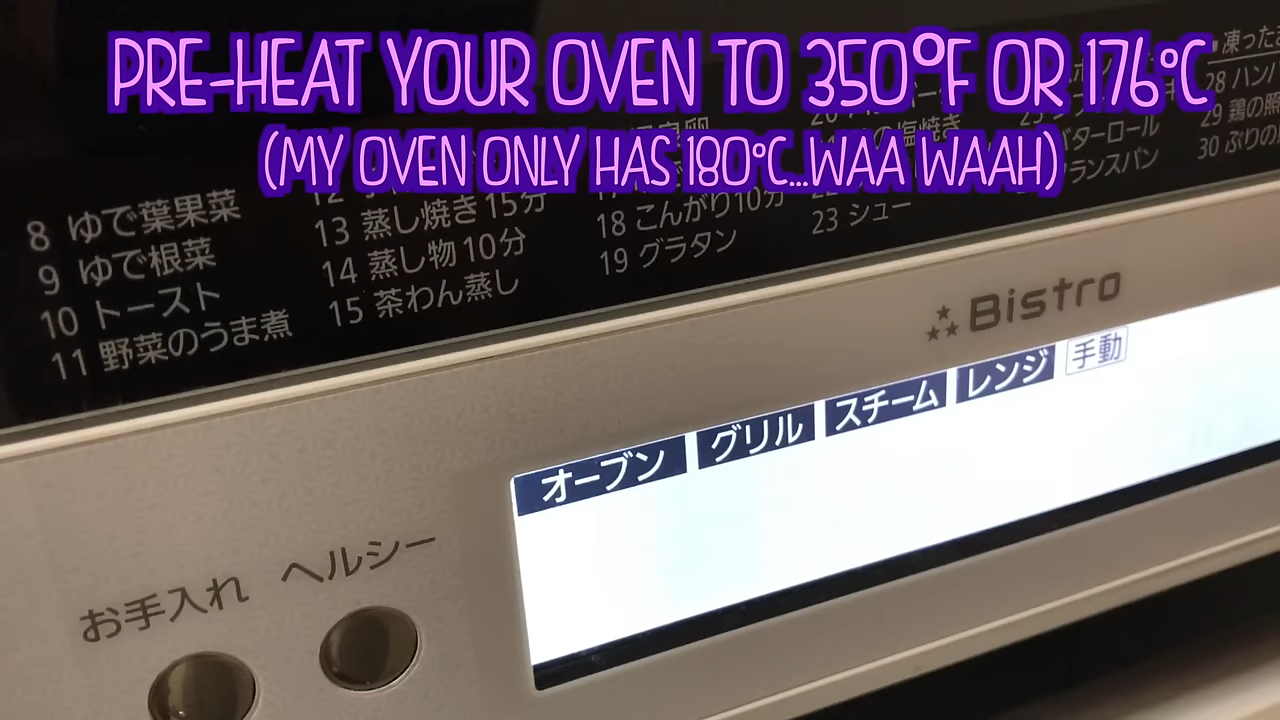 PRE-HEAT YOUR OVEN TO 350°F OR 176°C
(MY OVEN ONLY HAS 180°C...WAA WAAH)
8 ゆで葉果菜
9 ゆで根菜
10 トースト
11 野菜のうま煮
12
13 蒸し焼き15分
14 蒸し物10分
15 茶わん蒸し
18 こんがり10分
19 グラタン
の塩焼き
23 シュー
バターロール
フランスパン
28 ハンバ
29 鶏の照
30 ぶりの
Bistro
オーブン グリル スチーム レンジ 手動
お手入れ ヘルシー